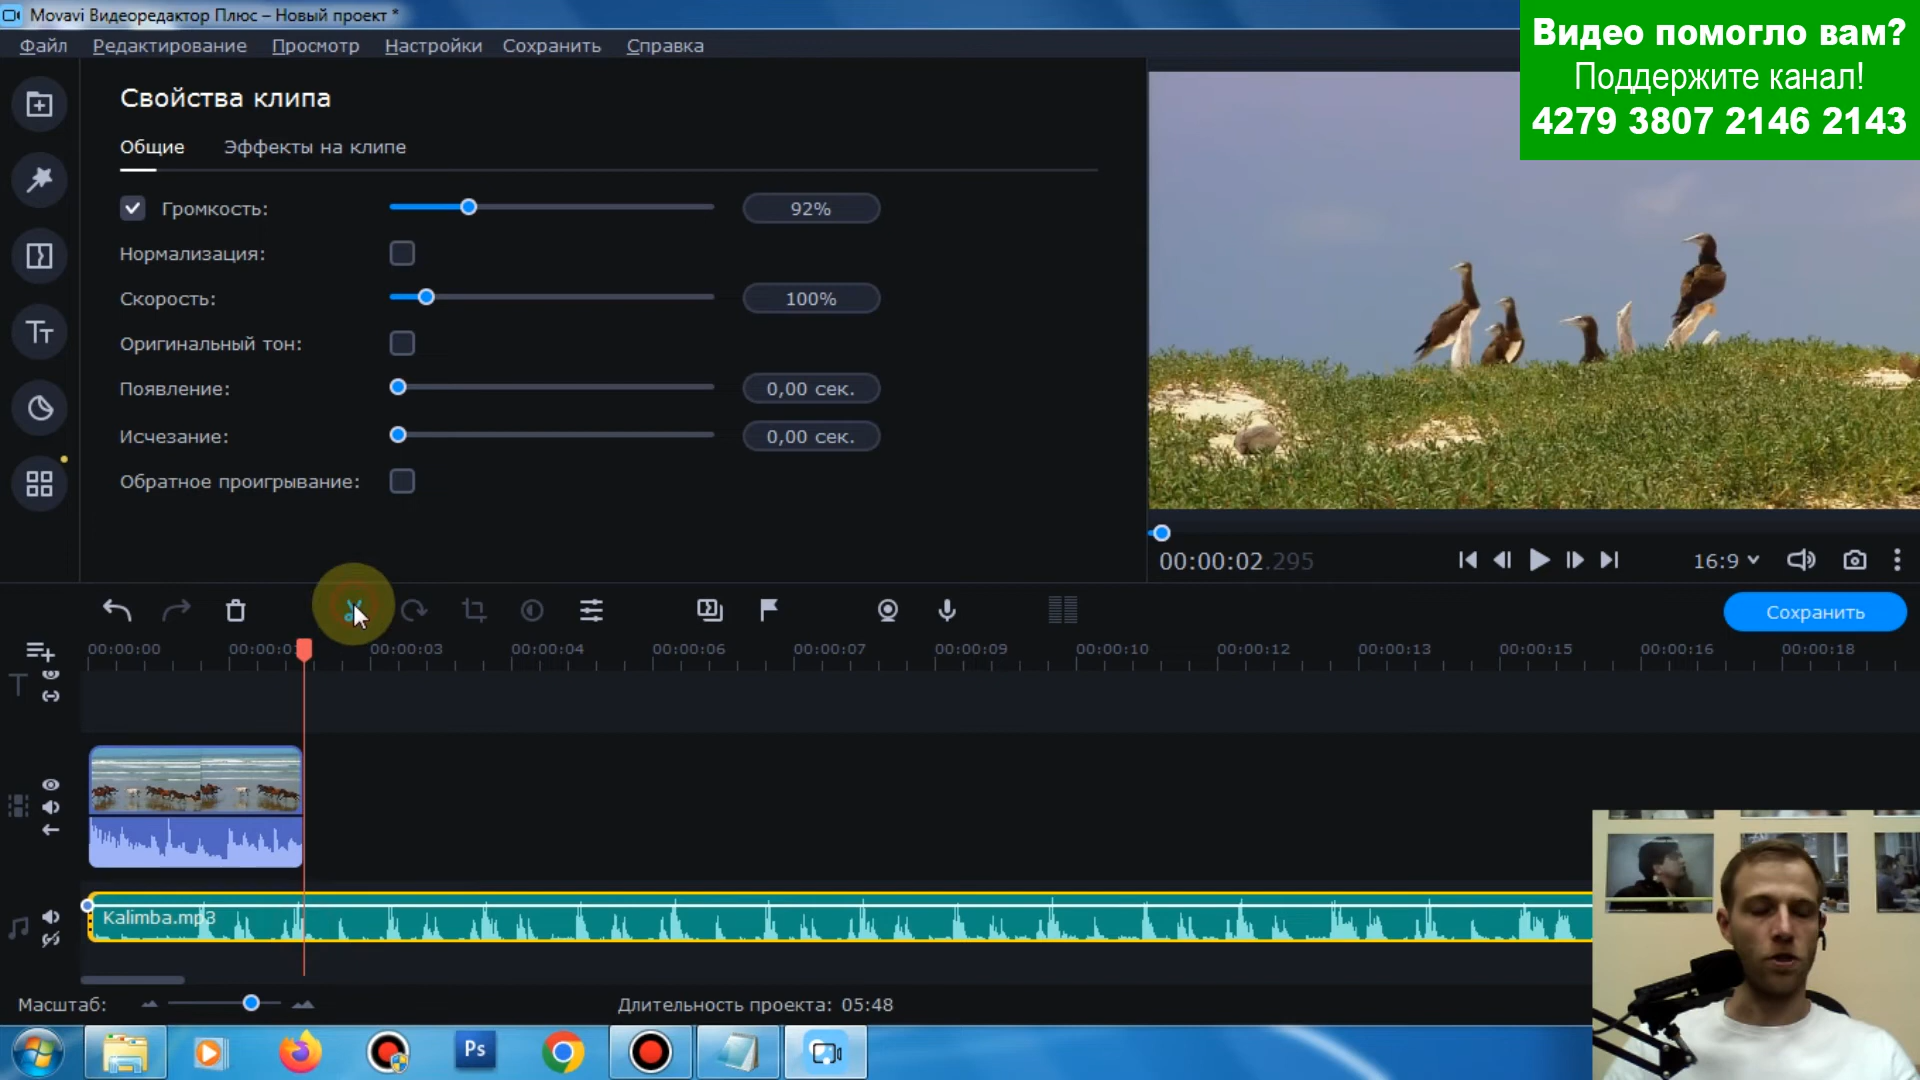 Movavi Видеоредактор Плюс – Новый проект *
Файл Редактирование Просмотр Настройки Сохранить Справка
Видео помогло вам?
Поддержите канал!
4279 3807 2146 2143
Свойства клипа
Общие Эффекты на клипе
Громкость: 92%
Нормализация:
Скорость: 100%
Оригинальный тон:
Появление: 0,00 сек.
Исчезание: 0,00 сек.
Обратное проигрывание:
00:00:02.295
16:9
Сохранить
00:00:00 00:00:03 00:00:04 00:00:06 00:00:07 00:00:09 00:00:10 00:00:12 00:00:13 00:00:15 00:00:16 00:00:18
Kalimba.mp3
Масштаб: Длительность проекта: 05:48
Ps